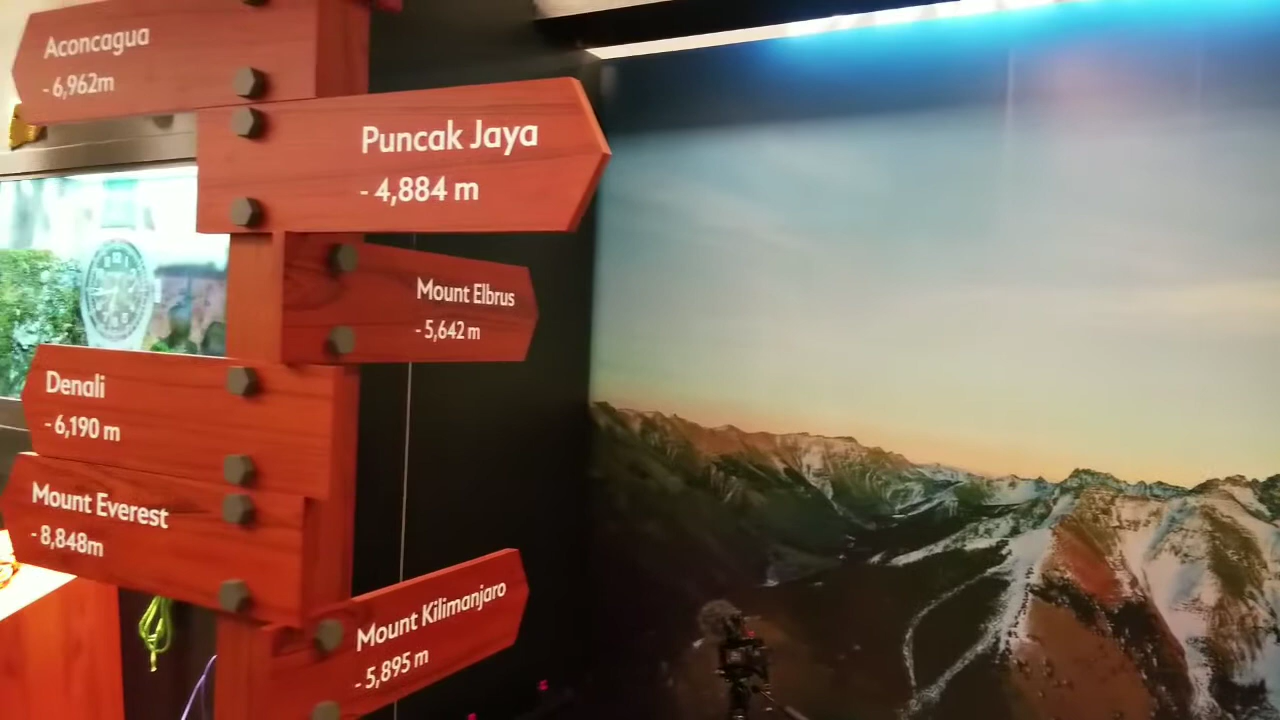 Aconcagua
- 6,962m
Puncak Jaya
- 4,884 m
Mount Elbrus
- 5,642 m
Denali
- 6,190 m
Mount Everest
- 8,848m
Mount Kilimanjaro
- 5,895 m